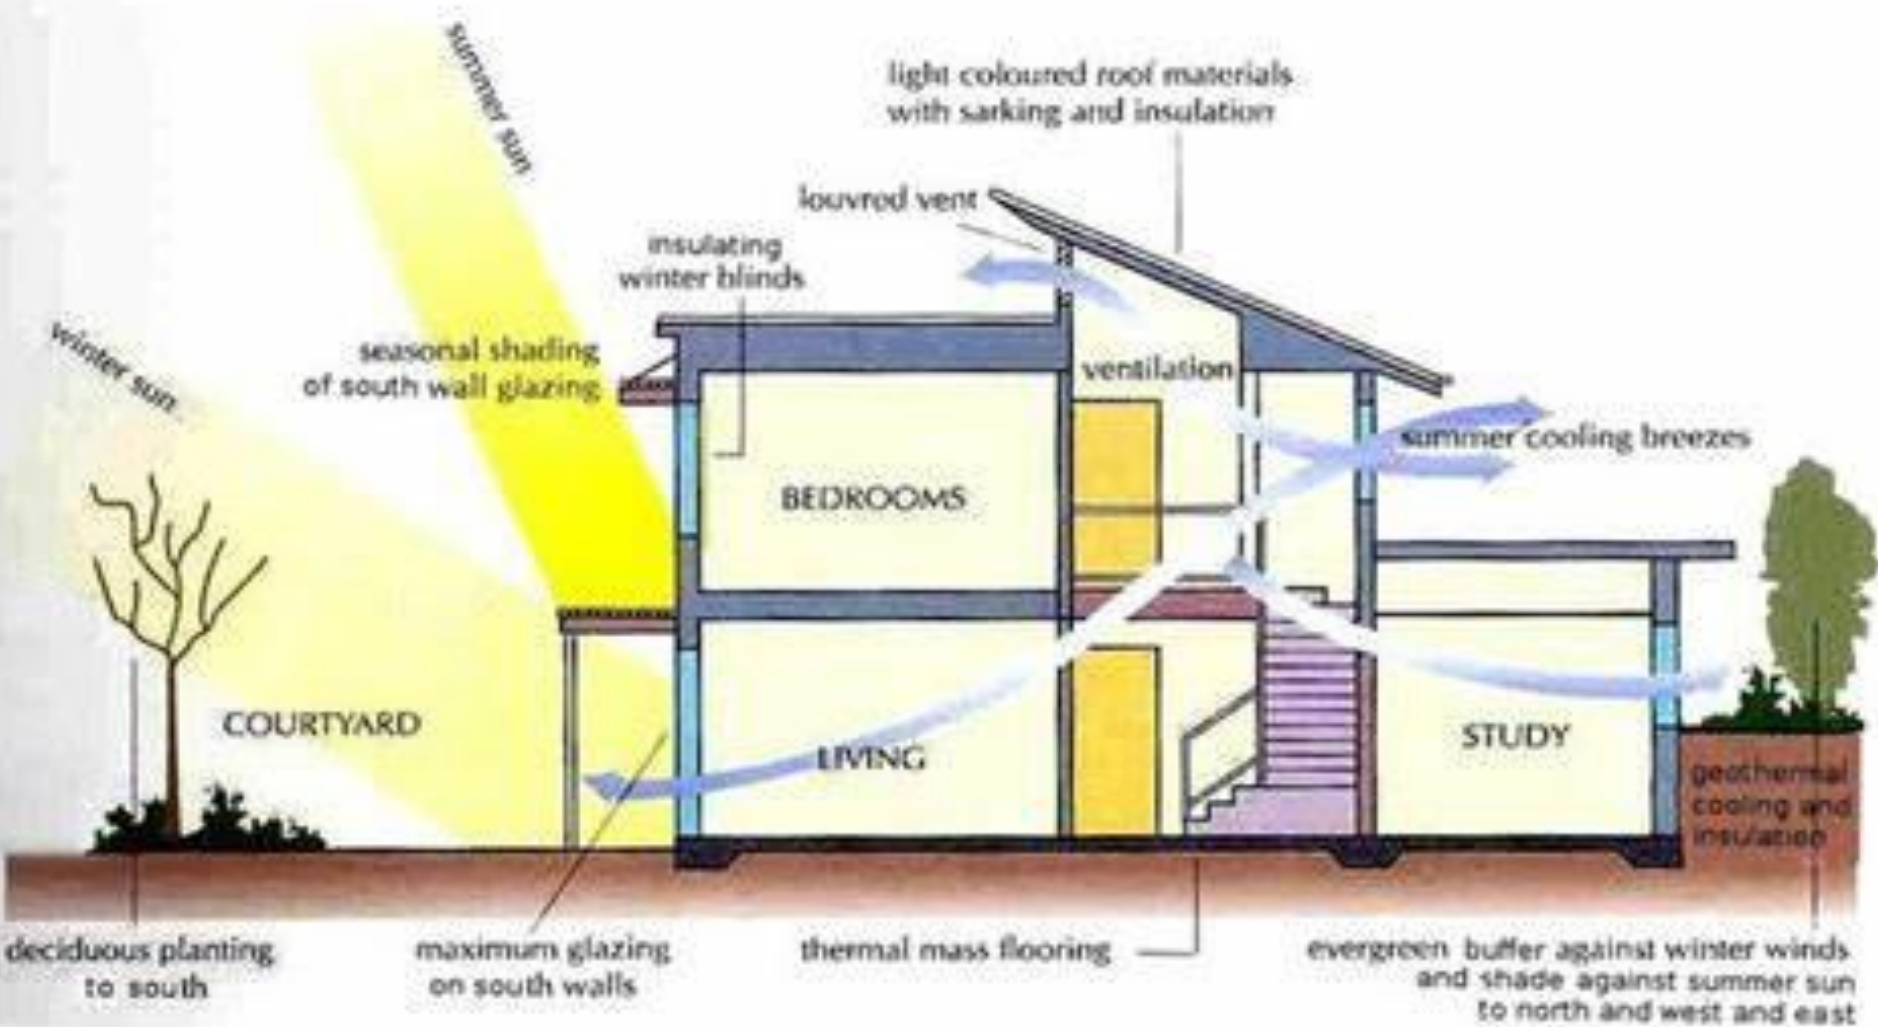 summer sun
light coloured roof materials
with sarking and insulation
louvrod vent
insulating
winter blinds
winter sun
seasonal shading
of south wall glazing
ventilation
summer cooling breezes
BEDROOMS
COURTYARD
LIVING
STUDY
geothermal
cooling and
insulation
deciduous planting
to south
maximum glazing
on south walls
thermal mass flooring
evergreen buffer against winter winds
and shade against summer sun
to north and west and east